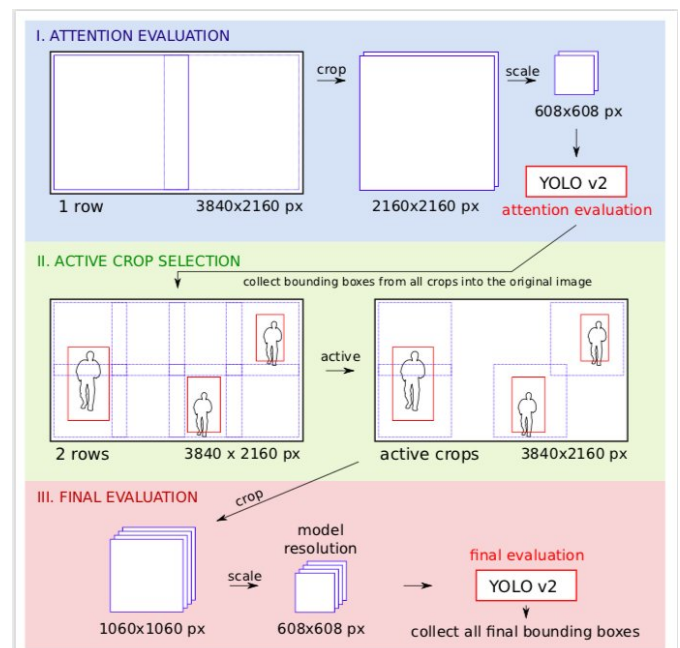 I. ATTENTION EVALUATION
crop
scale
608x608 px
YOLO v2
1 row
3840x2160 px
2160x2160 px
attention evaluation
II. ACTIVE CROP SELECTION
collect bounding boxes from all crops into the original image
active
2 rows
3840 x 2160 px
active crops
3840x2160 px
III. FINAL EVALUATION
crop
model
resolution
scale
final evaluation
YOLO v2
1060x1060 px
608x608 px
collect all final bounding boxes